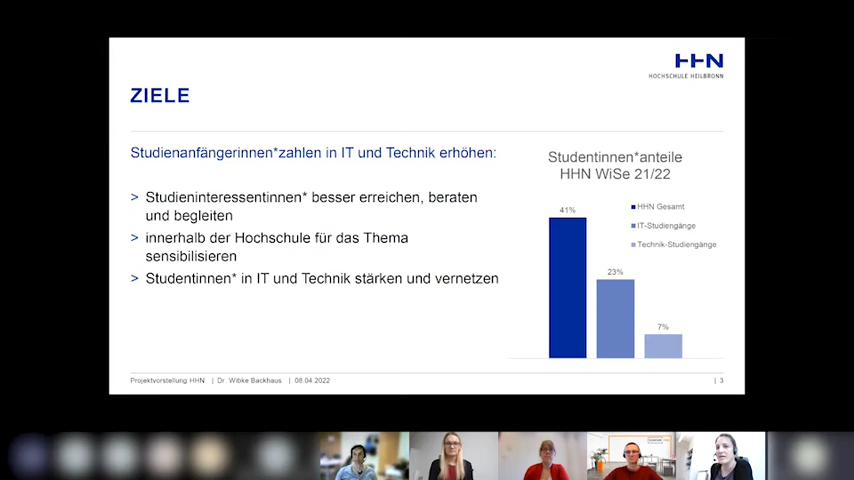 HHN
HOCHSCHULE HEILBRONN
ZIELE
Studienanfängerinnen*zahlen in IT und Technik erhöhen:
> Studieninteressentinnen* besser erreichen, beraten
und begleiten
> innerhalb der Hochschule für das Thema
sensibilisieren
> Studentinnen* in IT und Technik stärken und vernetzen
Studentinnen*anteile
HHN WiSe 21/22
41%
23%
7%
HHN Gesamt
IT-Studiengänge
Technik-Studiengänge
Projektvorstellung HHN | Dr. Wibke Backhaus | 08.04.2022
| 3